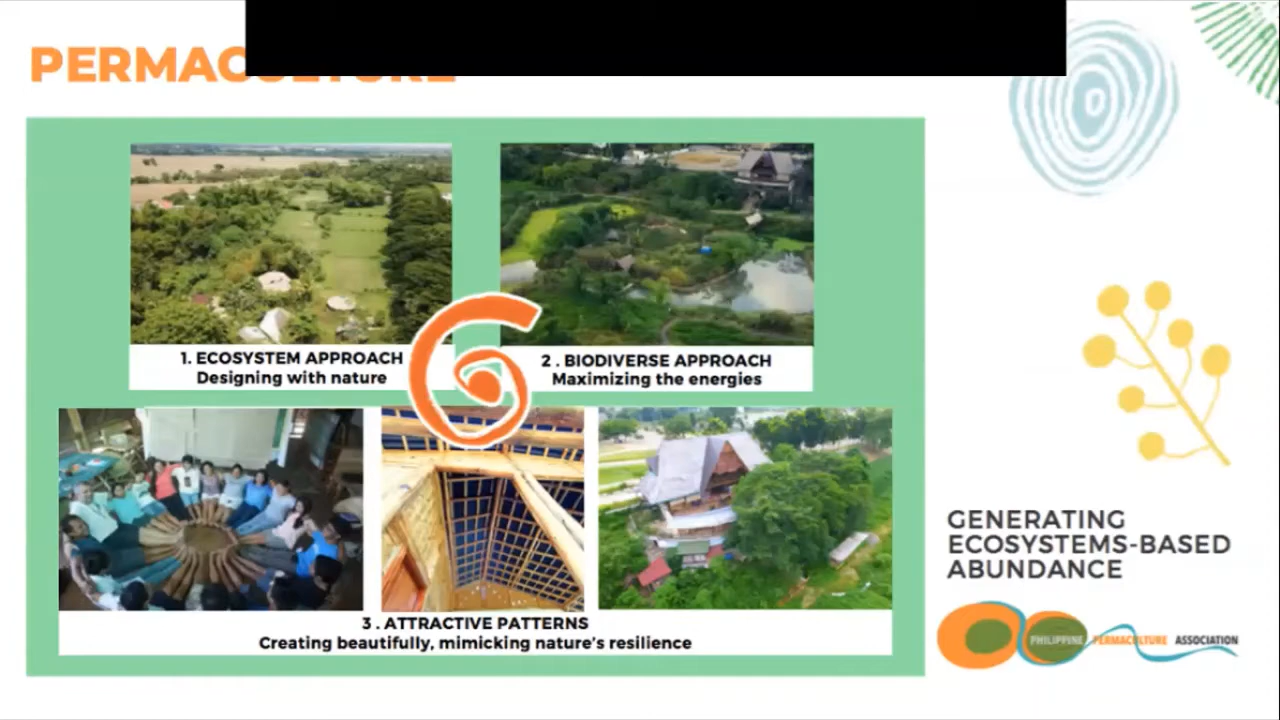 PERMACULTURE
1. ECOSYSTEM APPROACH
Designing with nature
2 . BIODIVERSE APPROACH
Maximizing the energies
3 . ATTRACTIVE PATTERNS
Creating beautifully, mimicking nature's resilience
GENERATING
ECOSYSTEMS-BASED
ABUNDANCE
PHILIPPINE PERMACULTURE ASSOCIATION